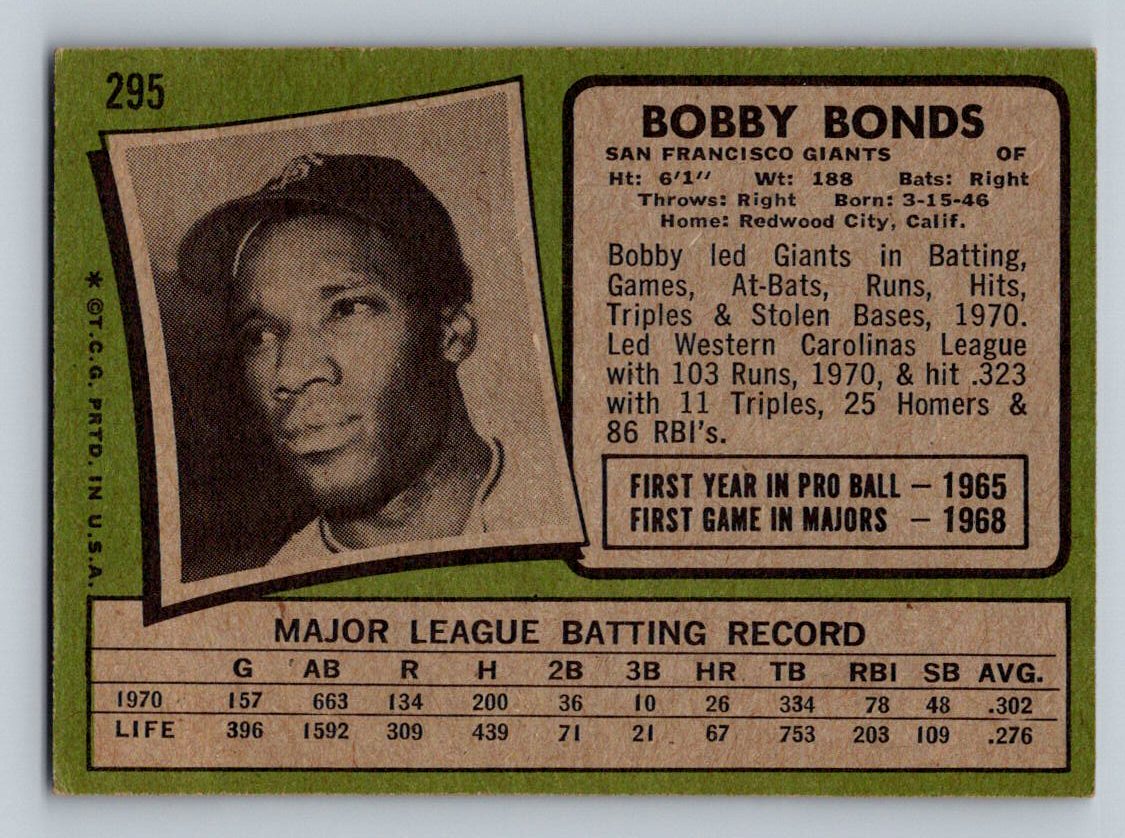 295
BOBBY BONDS
SAN FRANCISCO GIANTS OF
Ht: 6'1" Wt: 188 Bats: Right
Throws: Right Born: 3-15-46
Home: Redwood City, Calif.
Bobby led Giants in Batting,
Games, At-Bats, Runs, Hits,
Triples & Stolen Bases, 1970.
Led Western Carolinas League
with 103 Runs, 1970, & hit .323
with 11 Triples, 25 Homers &
86 RBI's.
FIRST YEAR IN PRO BALL – 1965
FIRST GAME IN MAJORS – 1968
* ©T.C.G. PRTD. IN U.S.A.
MAJOR LEAGUE BATTING RECORD
G AB R H 2B 3B HR TB RBI SB AVG.
1970 157 663 134 200 36 10 26 334 78 48 .302
LIFE 396 1592 309 439 71 21 67 753 203 109 .276